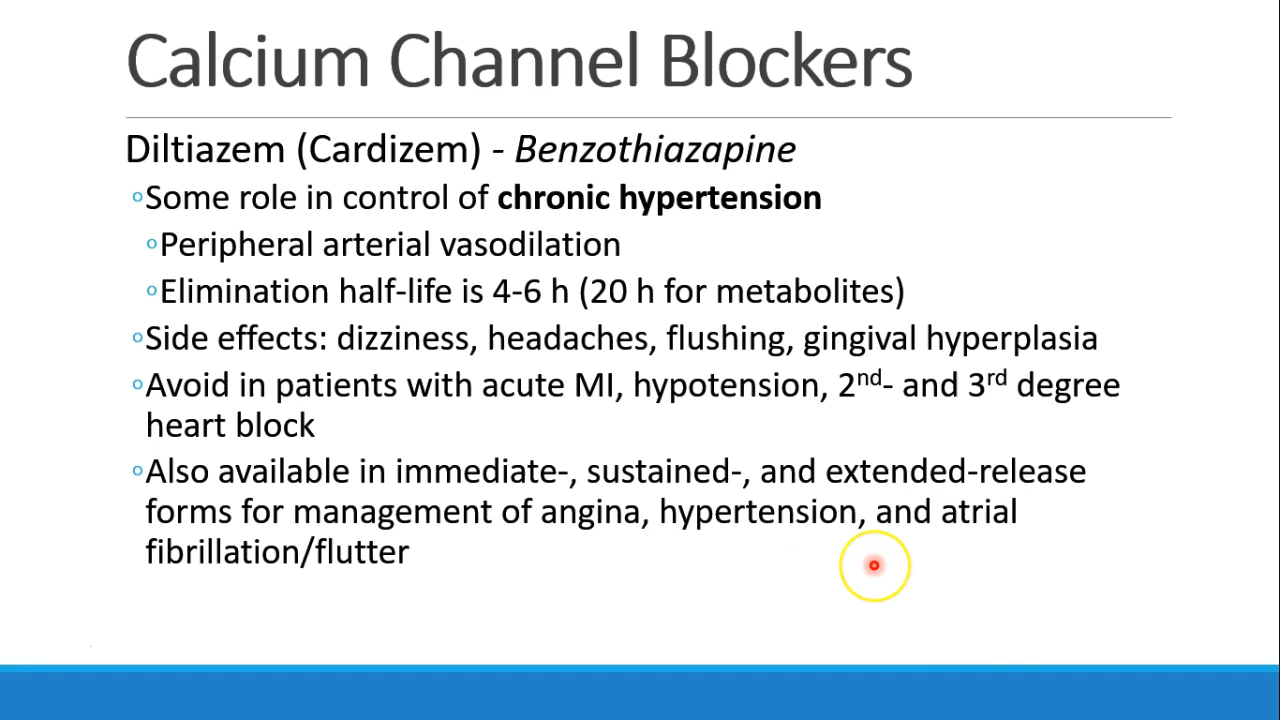 Calcium Channel Blockers
Diltiazem (Cardizem) - Benzothiazapine
◦Some role in control of chronic hypertension
◦Peripheral arterial vasodilation
◦Elimination half-life is 4-6 h (20 h for metabolites)
◦Side effects: dizziness, headaches, flushing, gingival hyperplasia
◦Avoid in patients with acute MI, hypotension, 2nd- and 3rd degree
heart block
◦Also available in immediate-, sustained-, and extended-release
forms for management of angina, hypertension, and atrial
fibrillation/flutter